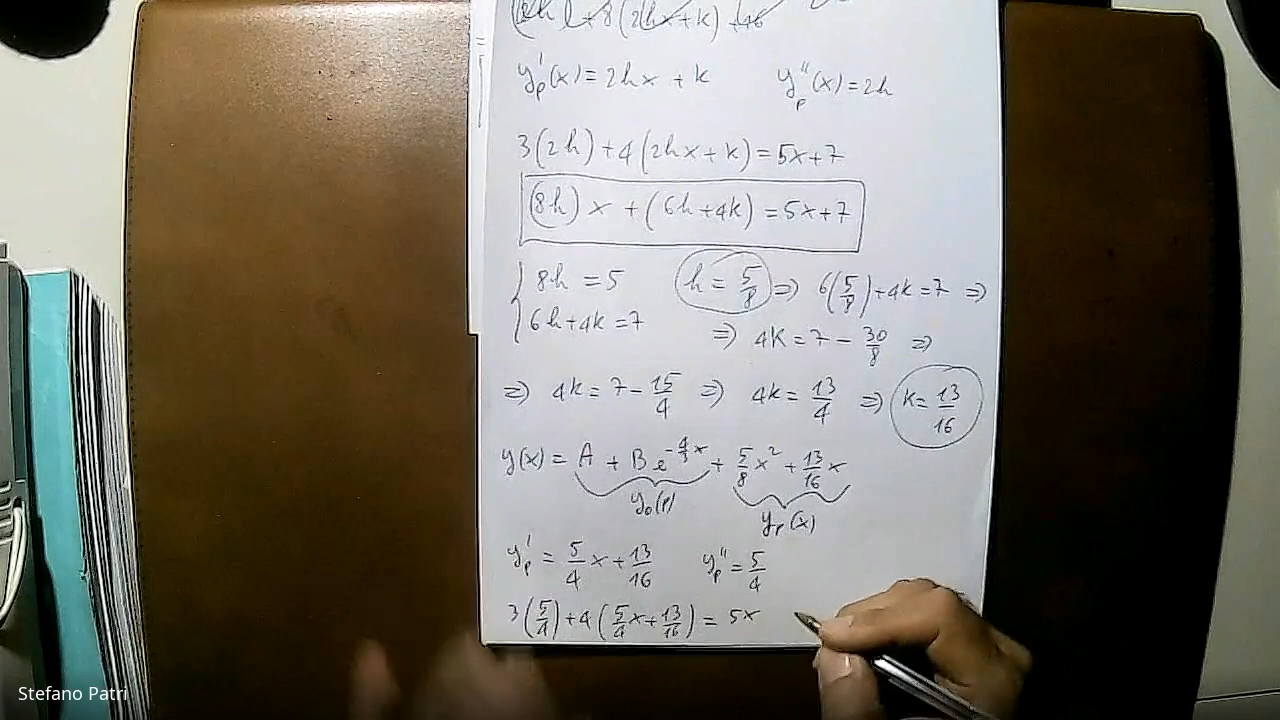 y'p(x) = 2hx + k y''p(x) = 2h
3(2h) + 4(2hx + k) = 5x + 7
(8h) x + (6h + 4k) = 5x + 7
{ 8h = 5 h = 5/8 ⇒ 6(5/8) + 4k = 7 ⇒
6h + 4k = 7 ⇒ 4k = 7 - 30/8 ⇒
⇒ 4k = 7 - 15/4 ⇒ 4k = 13/4 ⇒ k = 13/16
y(x) = A + B e^(-4/3 x) + 5/8 x² + 13/16 x
y₀(x) yp(x)
y'p = 5/4 x + 13/16 y''p = 5/4
3(5/4) + 4(5/4 x + 13/16) = 5x
Stefano Patri